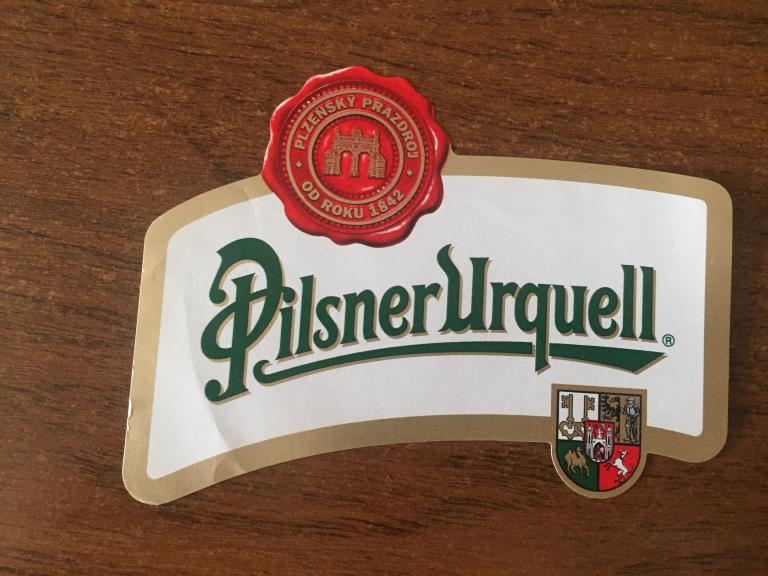 PLZEŇSKÝ PRAZDROJ
OD ROKU 1842
Pilsner Urquell ®